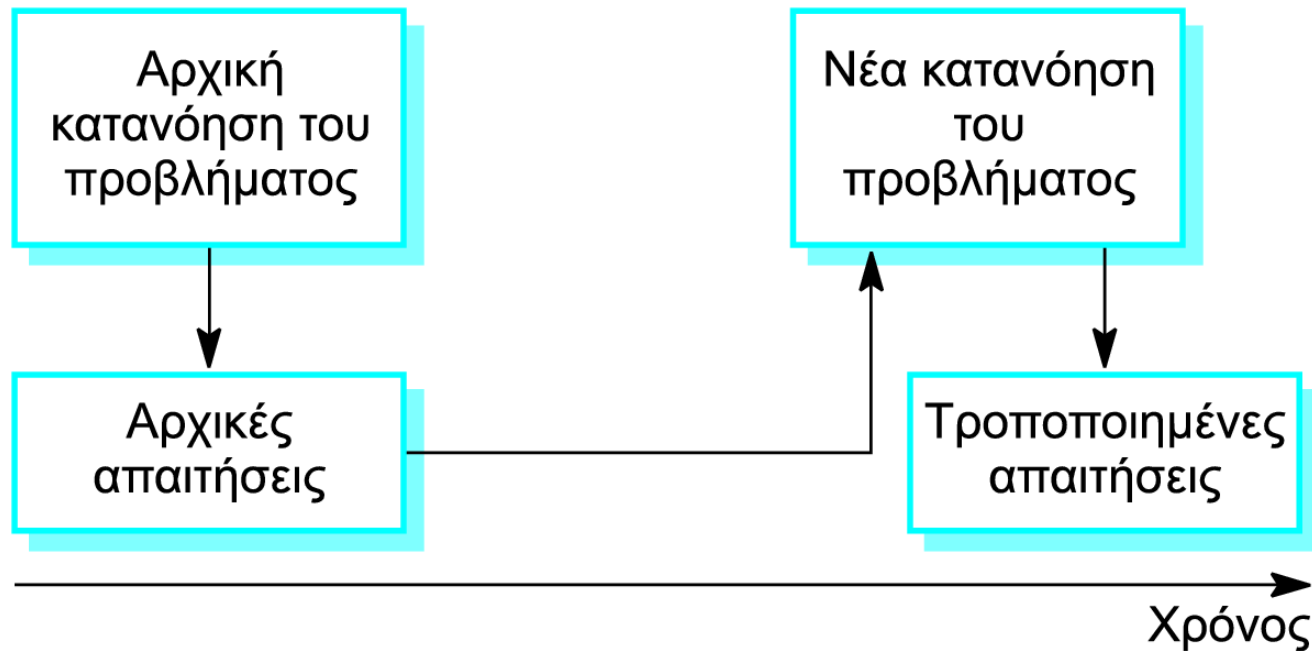 Αρχική
κατανόηση του
προβλήματος
Νέα κατανόηση
του
προβλήματος
Αρχικές
απαιτήσεις
Τροποποιημένες
απαιτήσεις
Χρόνος